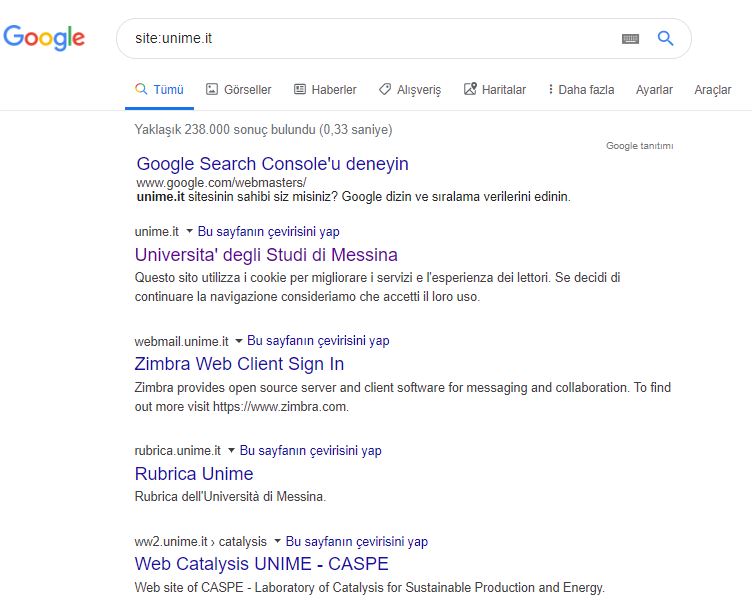 Google
site:unime.it
Tümü Görseller Haberler Alışveriş Haritalar Daha fazla Ayarlar Araçlar
Yaklaşık 238.000 sonuç bulundu (0,33 saniye)
Google tanıtımı
Google Search Console'u deneyin
www.google.com/webmasters/
unime.it sitesinin sahibi siz misiniz? Google dizin ve sıralama verilerini edinin.
unime.it Bu sayfanın çevirisini yap
Universita' degli Studi di Messina
Questo sito utilizza i cookie per migliorare i servizi e l'esperienza dei lettori. Se decidi di
continuare la navigazione consideriamo che accetti il loro uso.
webmail.unime.it Bu sayfanın çevirisini yap
Zimbra Web Client Sign In
Zimbra provides open source server and client software for messaging and collaboration. To find
out more visit https://www.zimbra.com.
rubrica.unime.it Bu sayfanın çevirisini yap
Rubrica Unime
Rubrica dell'Università di Messina.
ww2.unime.it › catalysis Bu sayfanın çevirisini yap
Web Catalysis UNIME - CASPE
Web site of CASPE - Laboratory of Catalysis for Sustainable Production and Energy.